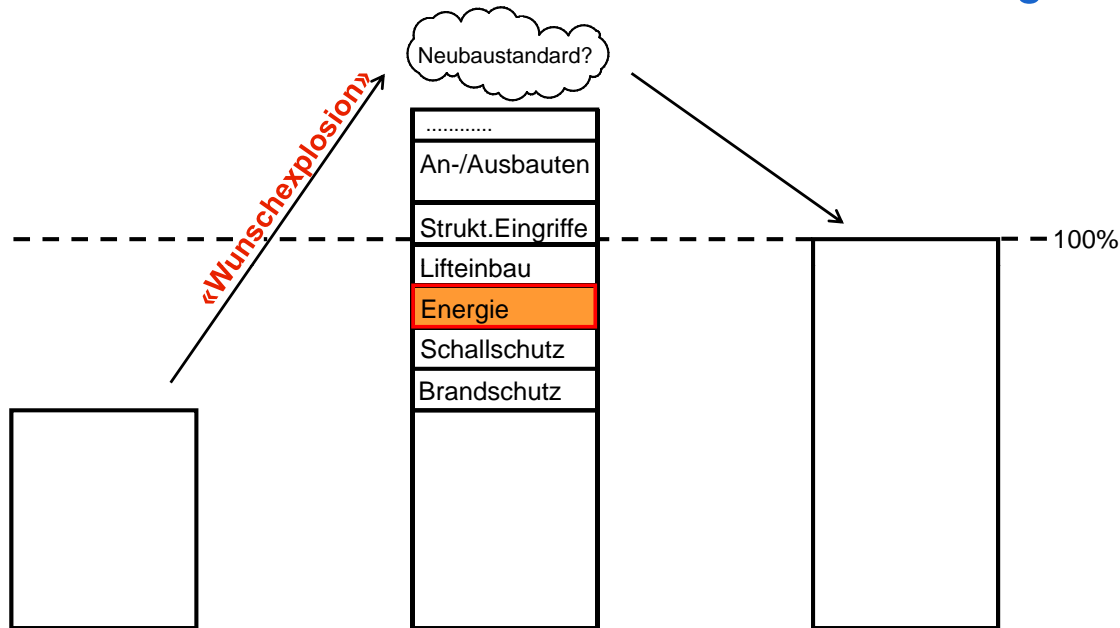 Neubaustandard?
«Wunschexplosion»
............
An-/Ausbauten
Strukt.Eingriffe
100%
Lifteinbau
Energie
Schallschutz
Brandschutz